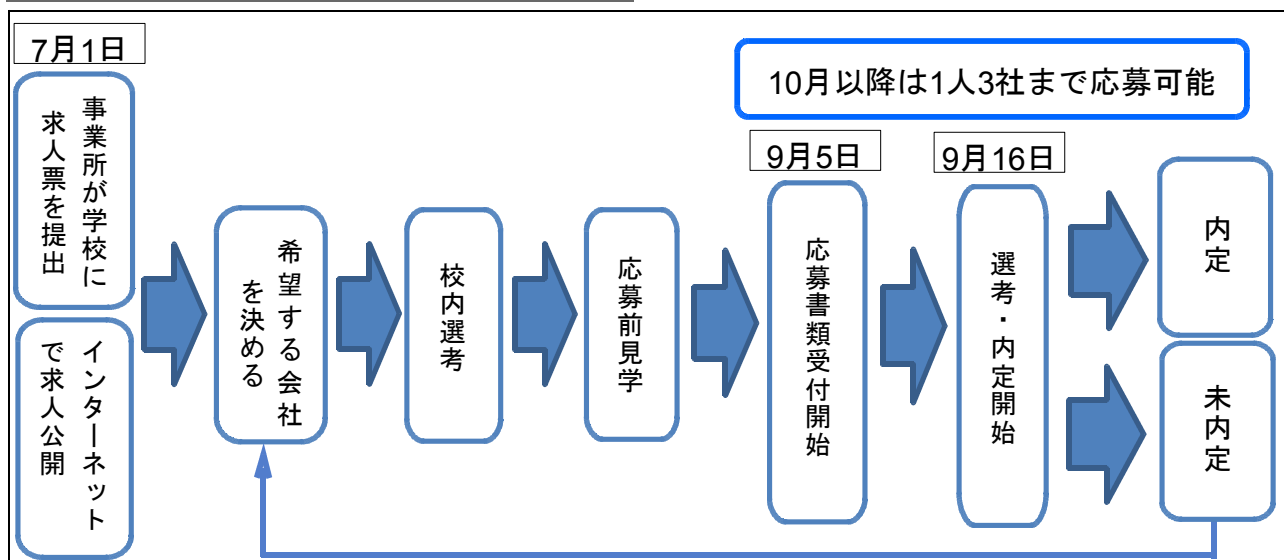 7月1日
事業所が学校に
求人票を提出
インターネット
で求人公開
希望する会社
を決める
校内選考
応募前見学
10月以降は1人3社まで応募可能
9月5日
応募書類受付開始
9月16日
選考・内定開始
内定
未内定